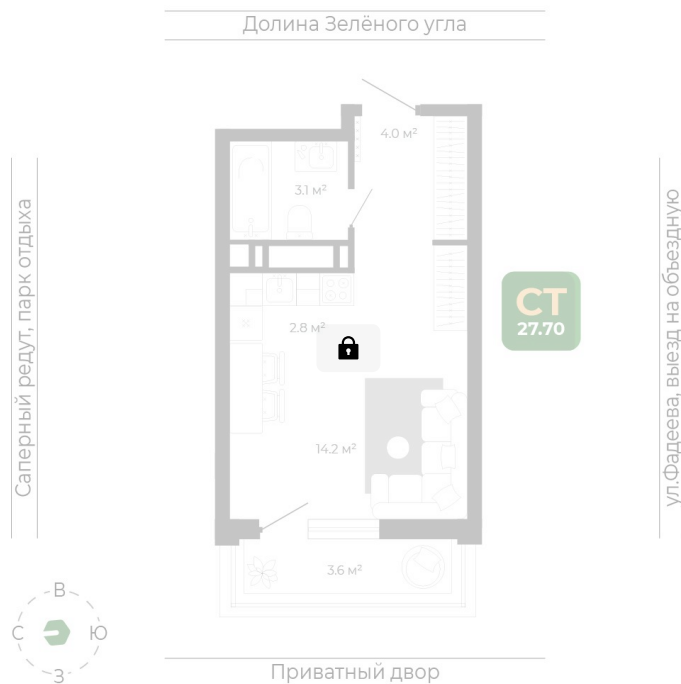 Долина Зелёного угла
4.0 м²
3.1 м²
Саперный редут, парк отдыха
ул.Фадеева, выезд на объездную
СТ
27.70
2.8 м²
14.2 м²
3.6 м²
В
С
Ю
З
Приватный двор